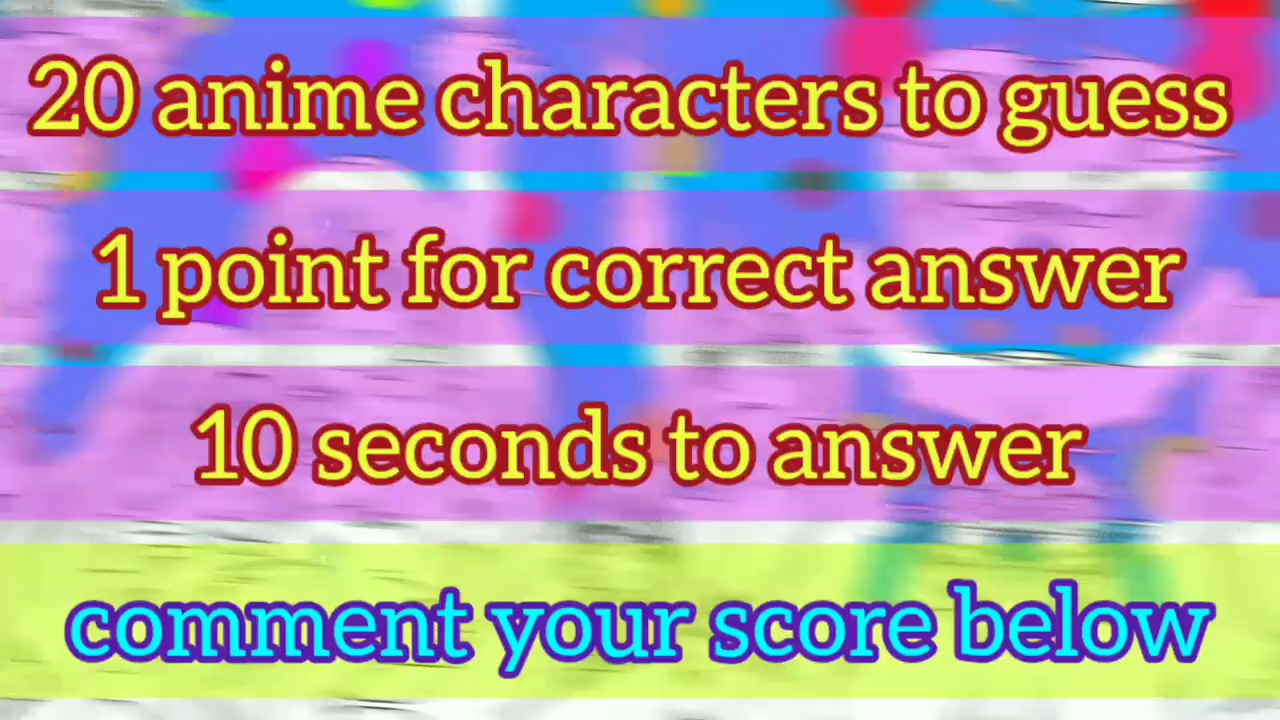 20 anime characters to guess
1 point for correct answer
10 seconds to answer
comment your score below